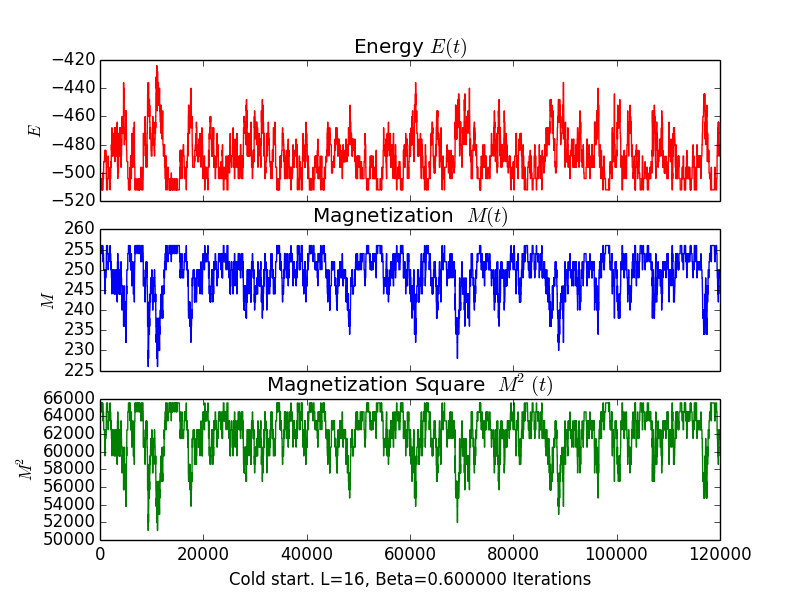 Energy E(t)
−420
−440
−460
−480
−500
−520
E
Magnetization M(t)
260
255
250
245
240
235
230
225
M
Magnetization Square M² (t)
66000
64000
62000
60000
58000
56000
54000
52000
50000
M²
0 20000 40000 60000 80000 100000 120000
Cold start. L=16, Beta=0.600000 Iterations